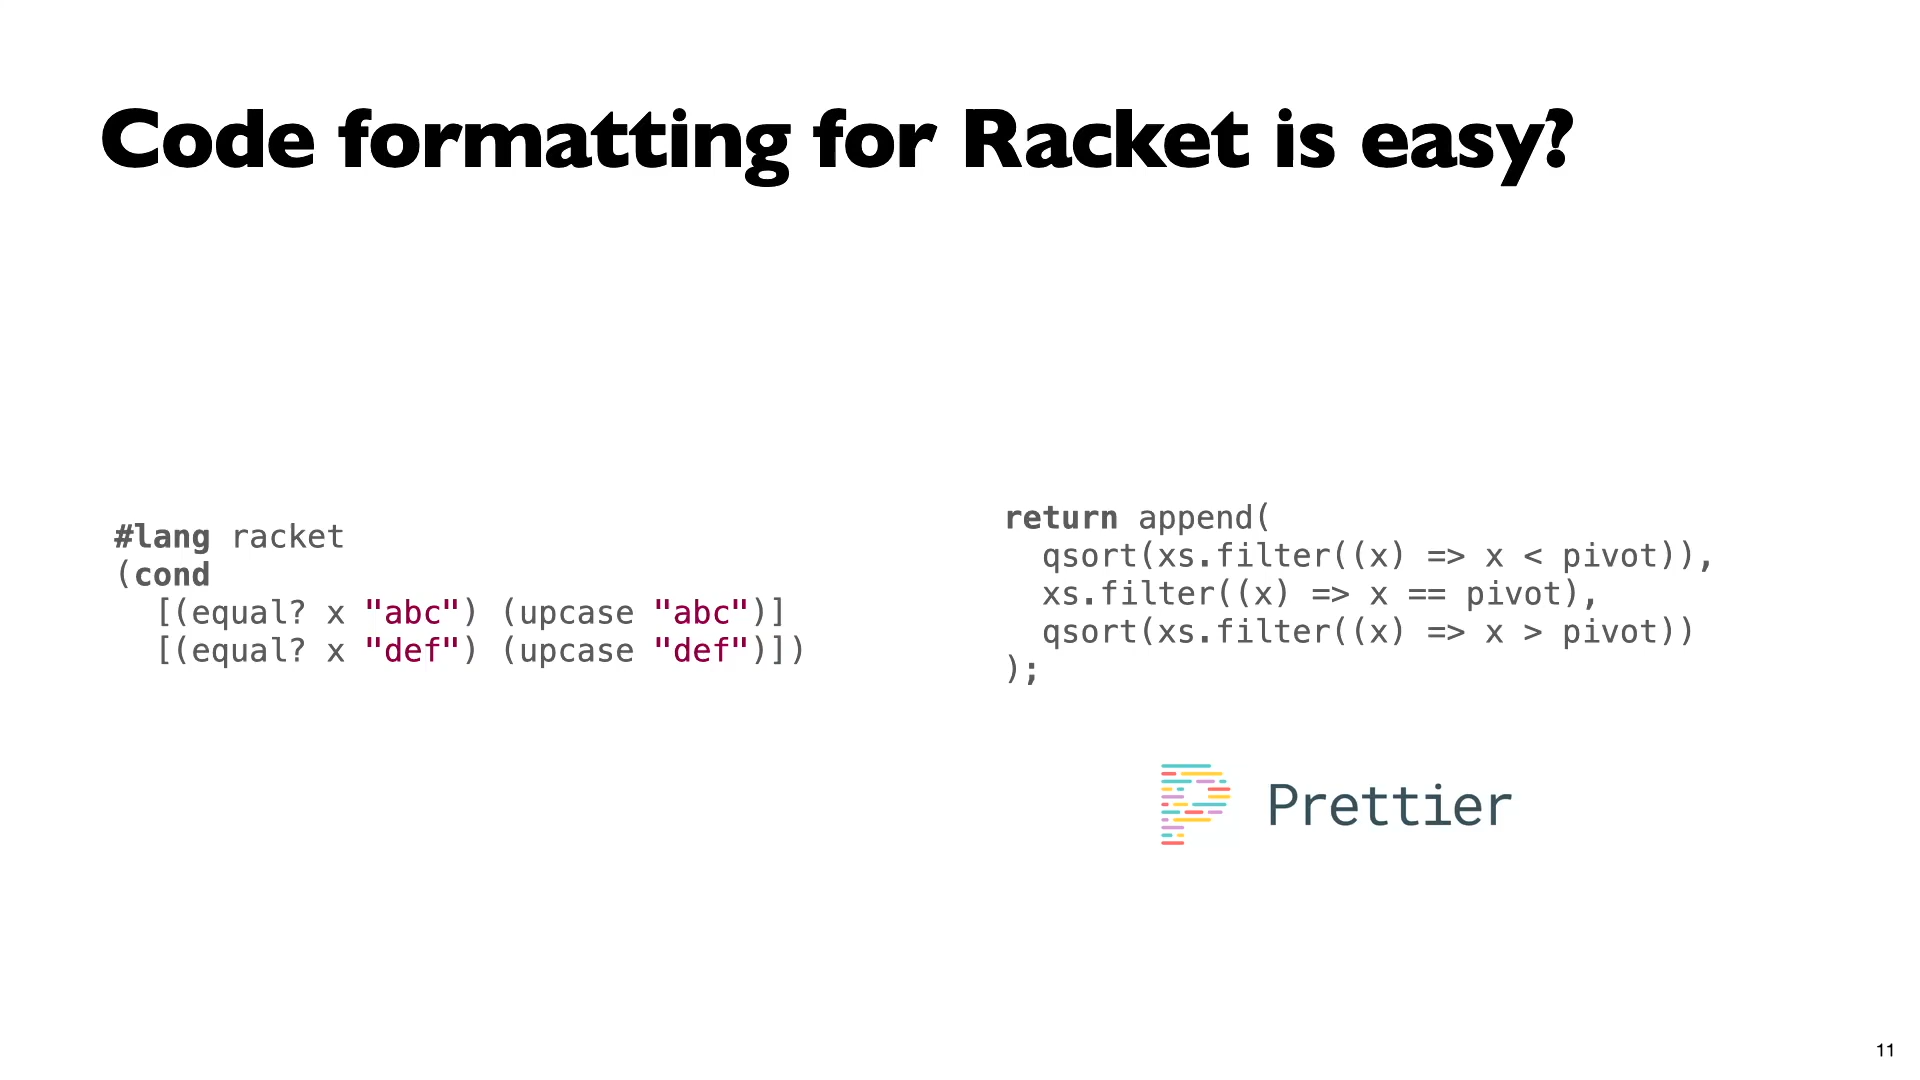 Code formatting for Racket is easy?
#lang racket
(cond
  [(equal? x "abc") (upcase "abc")]
  [(equal? x "def") (upcase "def")])
return append(
  qsort(xs.filter((x) => x < pivot)),
  xs.filter((x) => x == pivot),
  qsort(xs.filter((x) => x > pivot))
);
Prettier
11